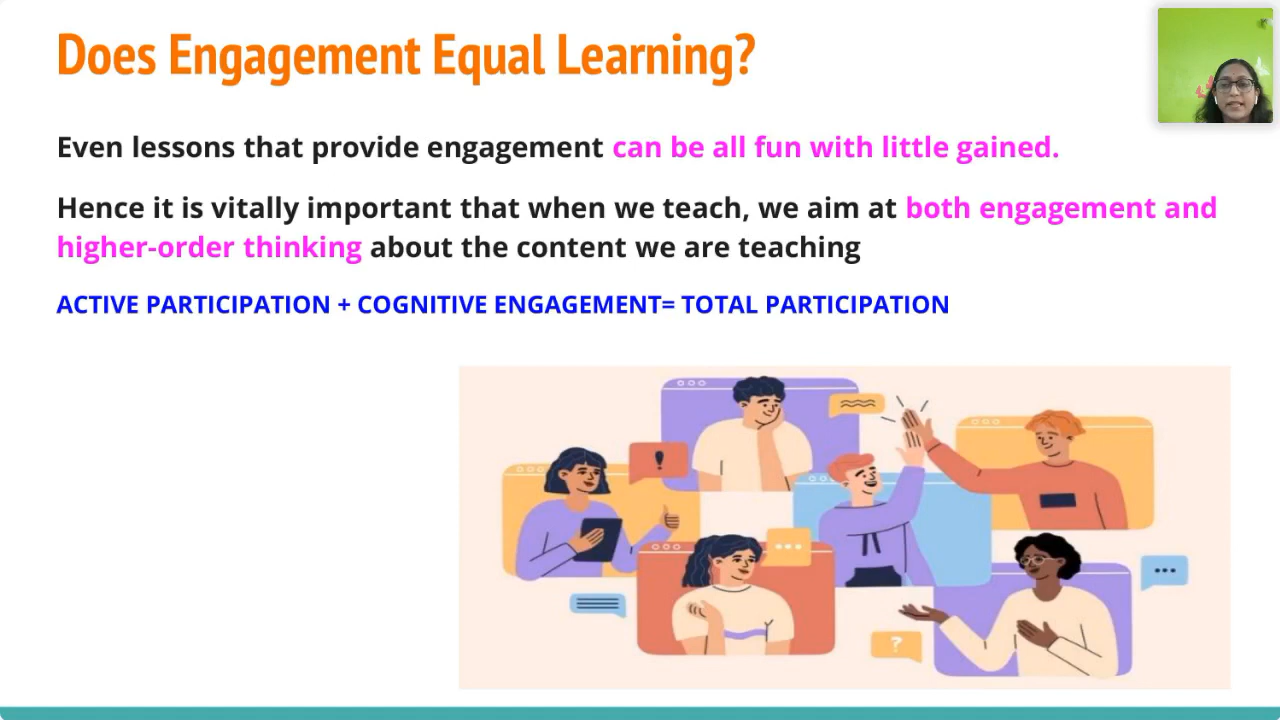 Does Engagement Equal Learning?
Even lessons that provide engagement can be all fun with little gained.
Hence it is vitally important that when we teach, we aim at both engagement and
higher-order thinking about the content we are teaching
ACTIVE PARTICIPATION + COGNITIVE ENGAGEMENT= TOTAL PARTICIPATION
!
?